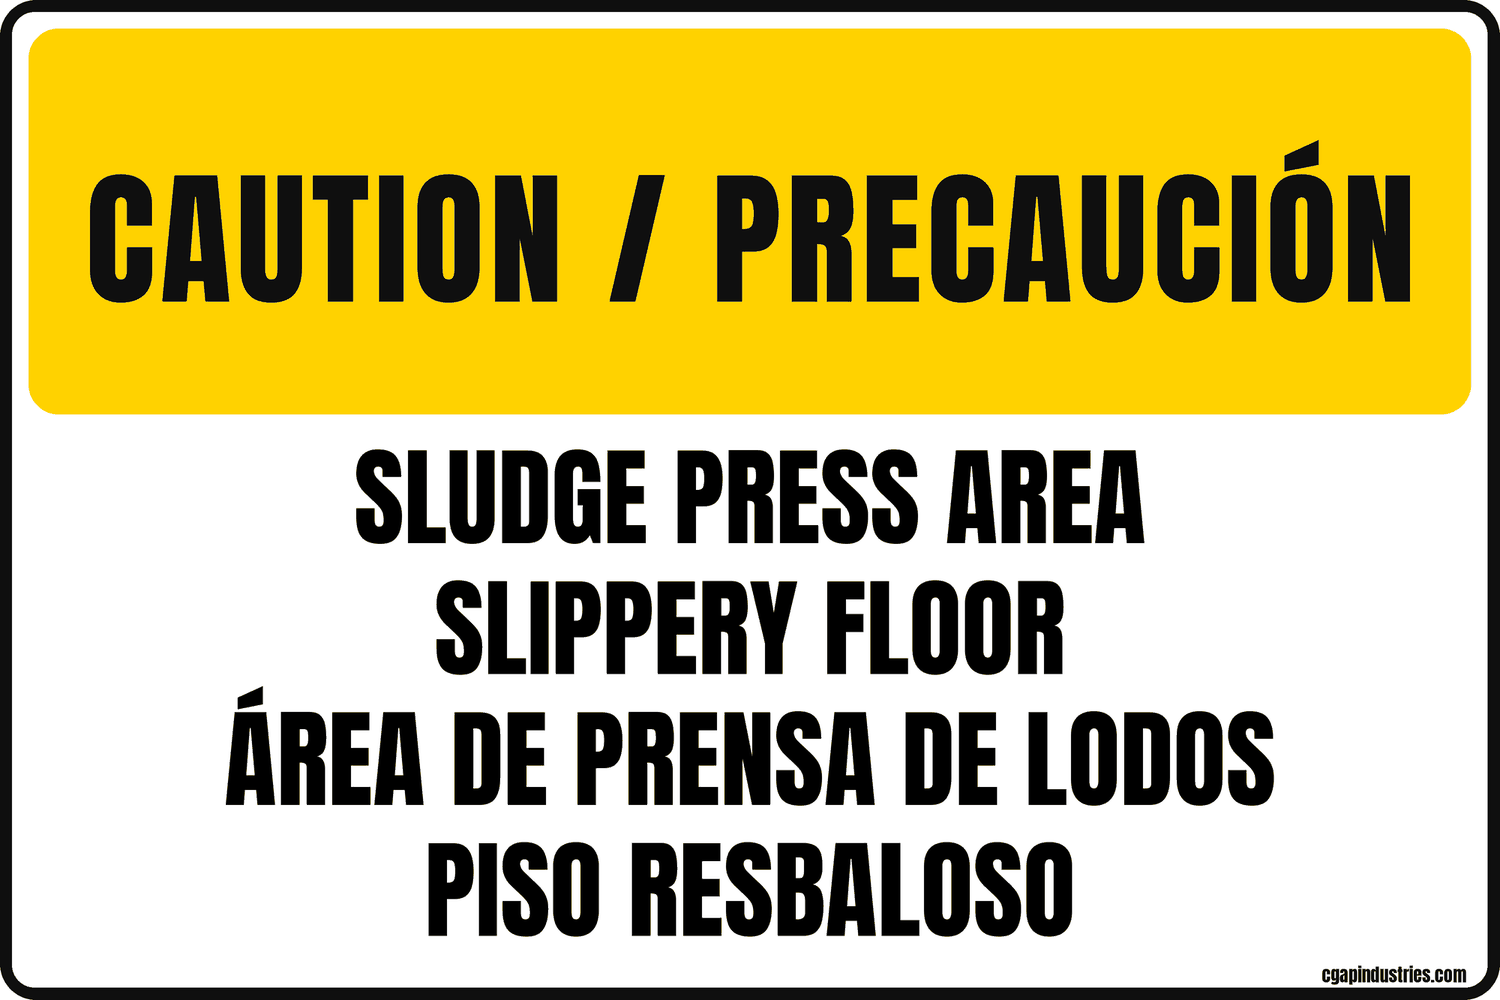 CAUTION / PRECAUCIÓN
SLUDGE PRESS AREA
SLIPPERY FLOOR
ÁREA DE PRENSA DE LODOS
PISO RESBALOSO
cgapindustries.com